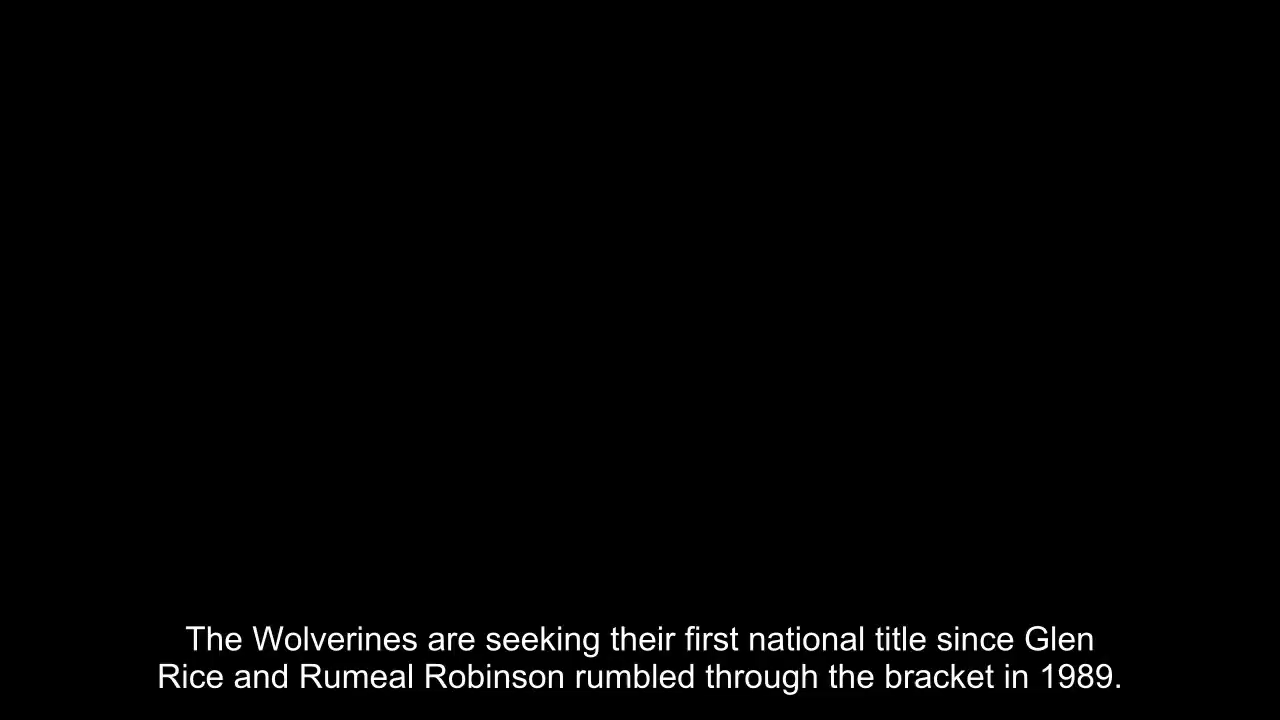 The Wolverines are seeking their first national title since Glen
Rice and Rumeal Robinson rumbled through the bracket in 1989.